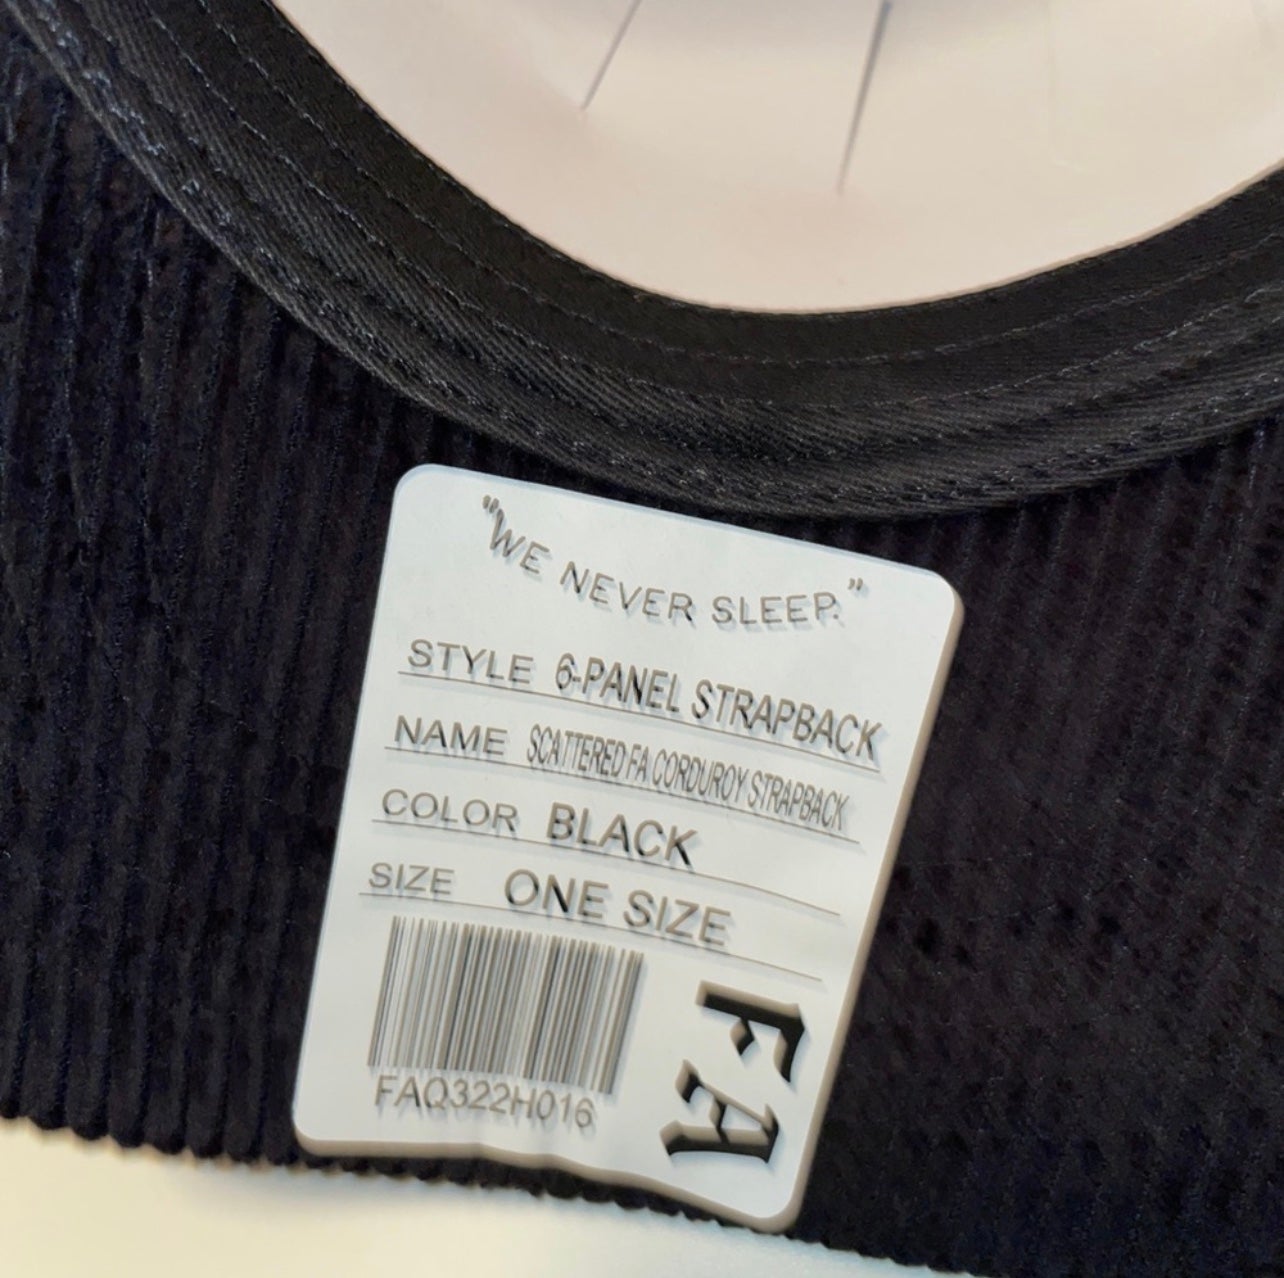 "WE NEVER SLEEP."
STYLE 6-PANEL STRAPBACK
NAME SCATTERED FA CORDUROY STRAPBACK
COLOR BLACK
SIZE ONE SIZE
FAQ322H016
FA